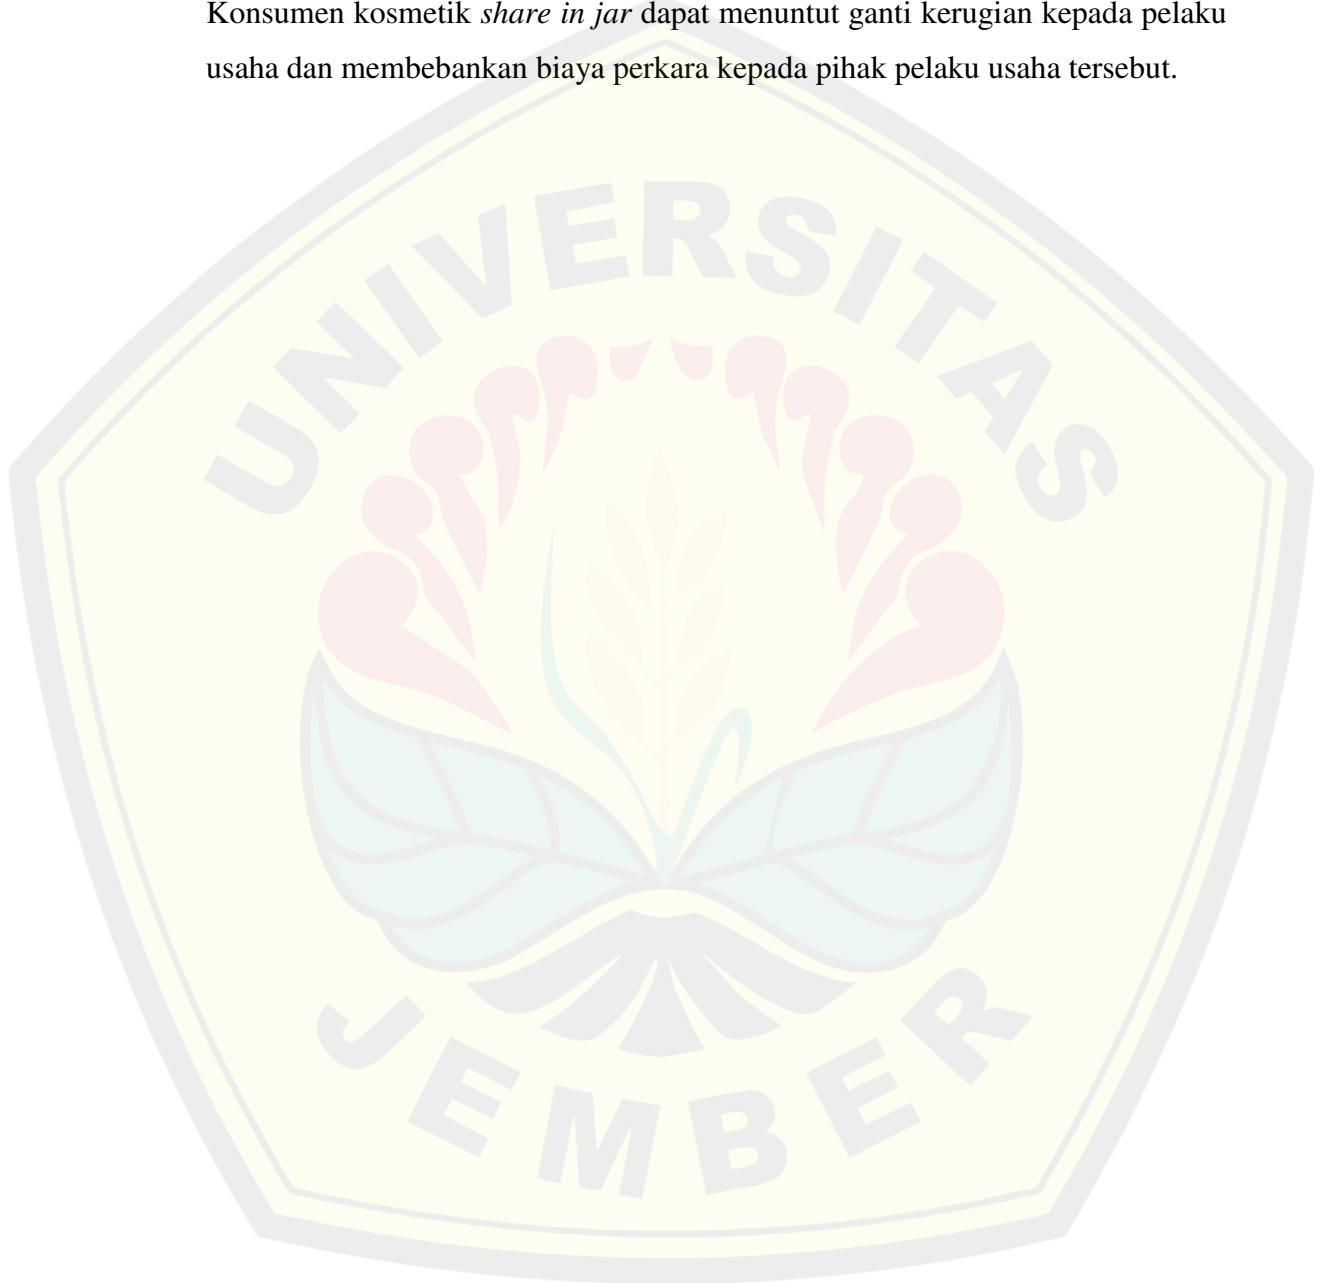 Konsumen kosmetik share in jar dapat menuntut ganti kerugian kepada pelaku
usaha dan membebankan biaya perkara kepada pihak pelaku usaha tersebut.
UNIVERSITAS
JEMBER